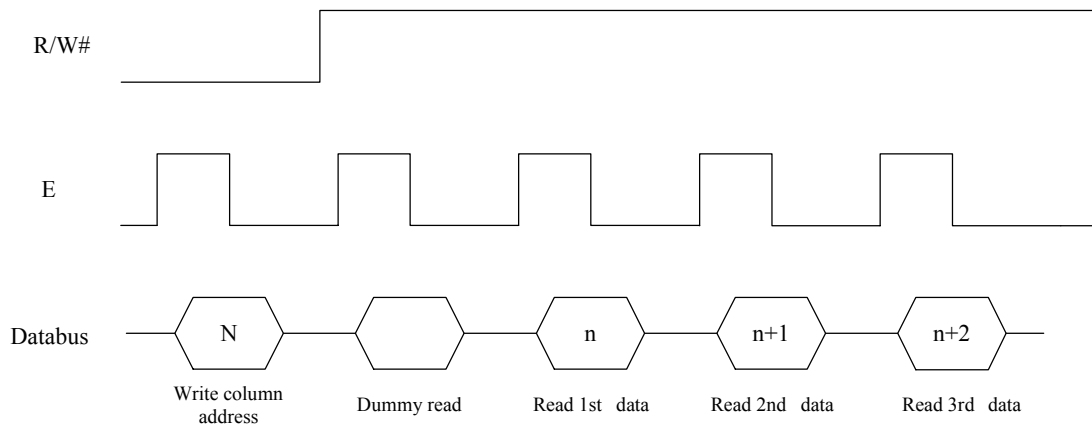 R/W#
E
Databus
N
n
n+1
n+2
Write column
address
Dummy read
Read 1st data
Read 2nd data
Read 3rd data